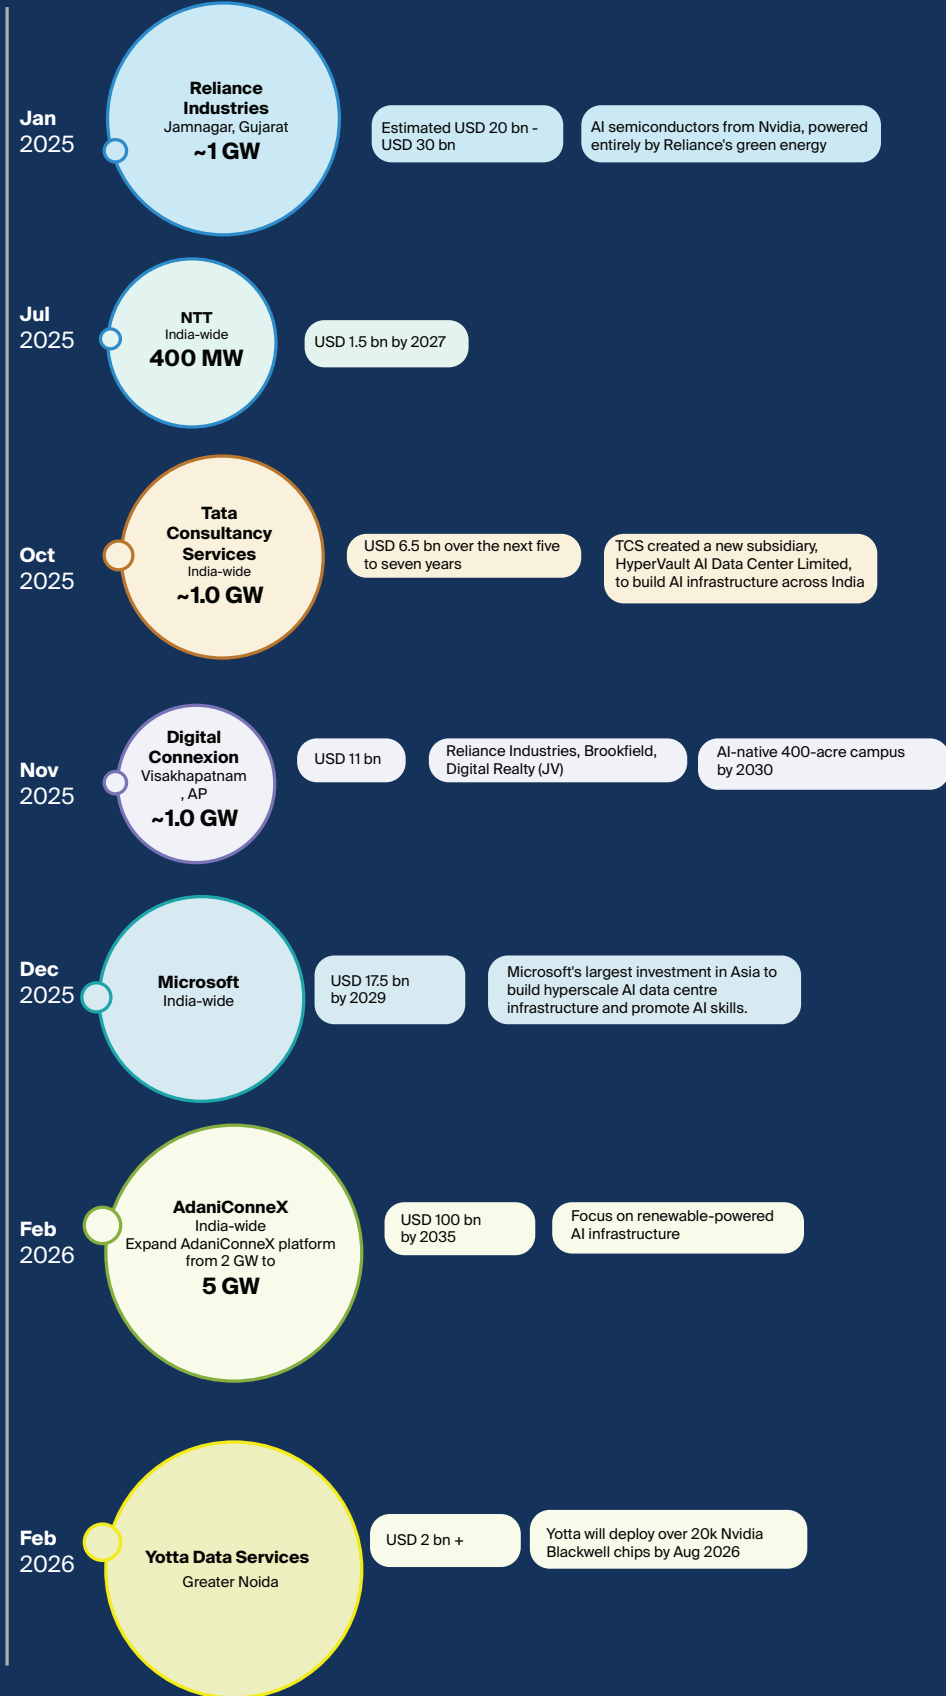 Jan
2025
Reliance
Industries
Jamnagar, Gujarat
~1 GW
Estimated USD 20 bn -
USD 30 bn
AI semiconductors from Nvidia, powered
entirely by Reliance's green energy
Jul
2025
NTT
India-wide
400 MW
USD 1.5 bn by 2027
Oct
2025
Tata
Consultancy
Services
India-wide
~1.0 GW
USD 6.5 bn over the next five
to seven years
TCS created a new subsidiary,
HyperVault AI Data Center Limited,
to build AI infrastructure across India
Nov
2025
Digital
Connexion
Visakhapatnam
, AP
~1.0 GW
USD 11 bn
Reliance Industries, Brookfield,
Digital Realty (JV)
AI-native 400-acre campus
by 2030
Dec
2025
Microsoft
India-wide
USD 17.5 bn
by 2029
Microsoft's largest investment in Asia to
build hyperscale AI data centre
infrastructure and promote AI skills.
Feb
2026
AdaniConneX
India-wide
Expand AdaniConneX platform
from 2 GW to
5 GW
USD 100 bn
by 2035
Focus on renewable-powered
AI infrastructure
Feb
2026
Yotta Data Services
Greater Noida
USD 2 bn +
Yotta will deploy over 20k Nvidia
Blackwell chips by Aug 2026